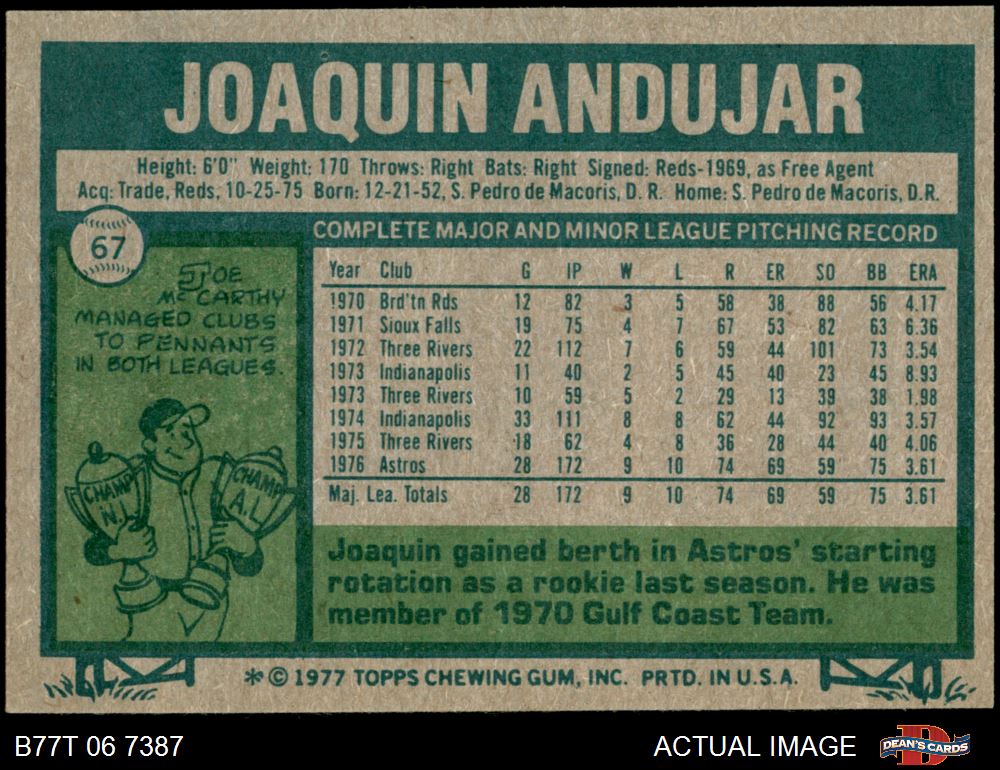 JOAQUIN ANDUJAR
Height: 6'0" Weight: 170 Throws: Right Bats: Right Signed: Reds-1969, as Free Agent
Acq: Trade, Reds, 10-25-75 Born: 12-21-52, S. Pedro de Macoris, D. R. Home: S. Pedro de Macoris, D.R.
67
JOE
McCARTHY
MANAGED CLUBS
TO PENNANTS
IN BOTH LEAGUES.
CHAMP
N.L.
CHAMP
A.L.
COMPLETE MAJOR AND MINOR LEAGUE PITCHING RECORD
Year Club G IP W L R ER SO BB ERA
1970 Brd'tn Rds 12 82 3 5 58 38 88 56 4.17
1971 Sioux Falls 19 75 4 7 67 53 82 63 6.36
1972 Three Rivers 22 112 7 6 59 44 101 73 3.54
1973 Indianapolis 11 40 2 5 45 40 23 45 8.93
1973 Three Rivers 10 59 5 2 29 13 39 38 1.98
1974 Indianapolis 33 111 8 8 62 44 92 93 3.57
1975 Three Rivers 18 62 4 8 36 28 44 40 4.06
1976 Astros 28 172 9 10 74 69 59 75 3.61
Maj. Lea. Totals 28 172 9 10 74 69 59 75 3.61
Joaquin gained berth in Astros' starting
rotation as a rookie last season. He was
member of 1970 Gulf Coast Team.
*© 1977 TOPPS CHEWING GUM, INC. PRTD. IN U.S.A.
B77T 06 7387
ACTUAL IMAGE
D
DEAN'S CARDS